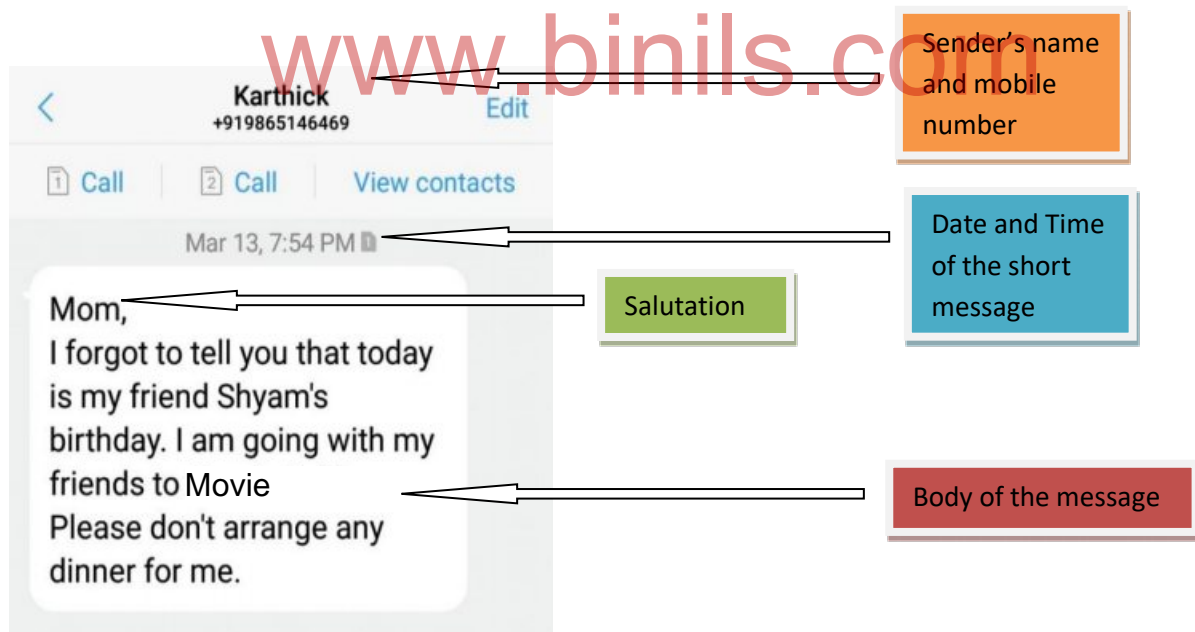 www.binils.com
Karthick
+919865146469
Edit
1 Call
2 Call
View contacts
Mar 13, 7:54 PM 1
Mom,
I forgot to tell you that today
is my friend Shyam's
birthday. I am going with my
friends to Movie
Please don't arrange any
dinner for me.
Sender's name
and mobile
number
Date and Time
of the short
message
Salutation
Body of the message